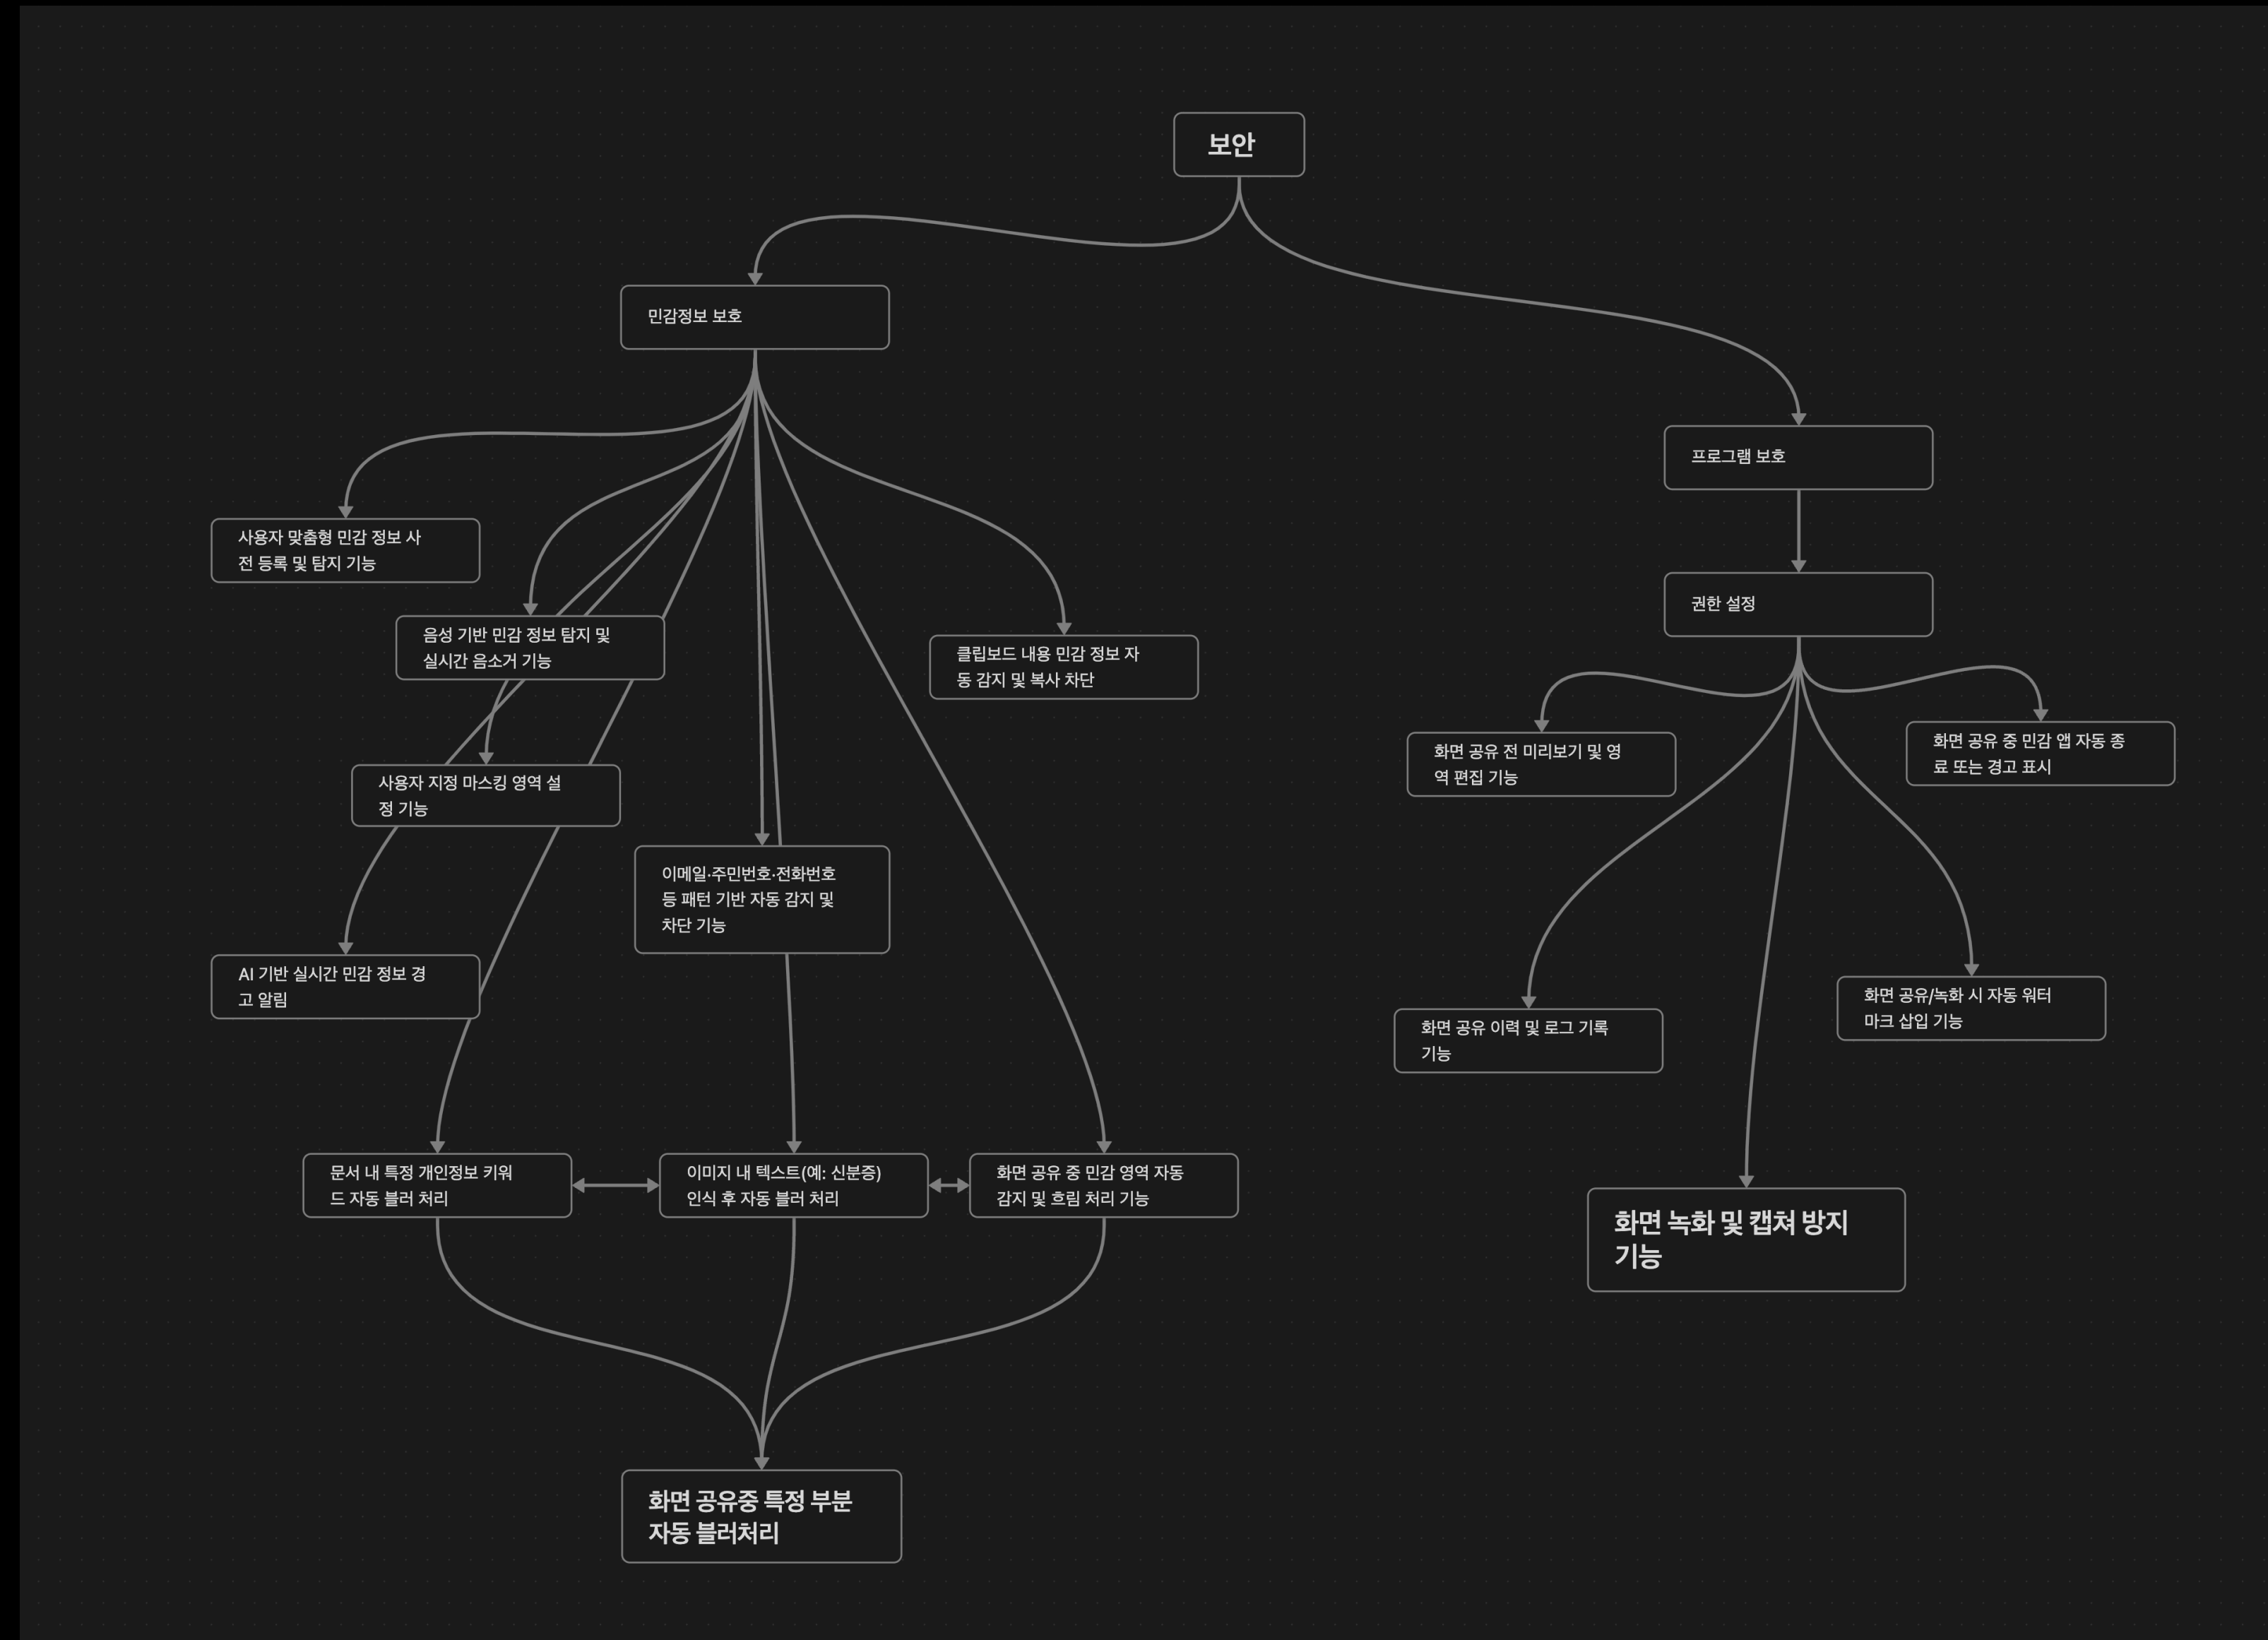 보안
민감정보 보호
프로그램 보호
사용자 맞춤형 민감 정보 사
전 등록 및 탐지 기능
권한 설정
음성 기반 민감 정보 탐지 및
실시간 음소거 기능
클립보드 내용 민감 정보 자
동 감지 및 복사 차단
화면 공유 전 미리보기 및 영
역 편집 기능
화면 공유 중 민감 앱 자동 종
료 또는 경고 표시
사용자 지정 마스킹 영역 설
정 기능
이메일·주민번호·전화번호
등 패턴 기반 자동 감지 및
차단 기능
AI 기반 실시간 민감 정보 경
고 알림
화면 공유/녹화 시 자동 워터
마크 삽입 기능
화면 공유 이력 및 로그 기록
기능
문서 내 특정 개인정보 키워
드 자동 블러 처리
이미지 내 텍스트(예: 신분증)
인식 후 자동 블러 처리
화면 공유 중 민감 영역 자동
감지 및 흐림 처리 기능
화면 녹화 및 캡쳐 방지
기능
화면 공유중 특정 부분
자동 블러처리